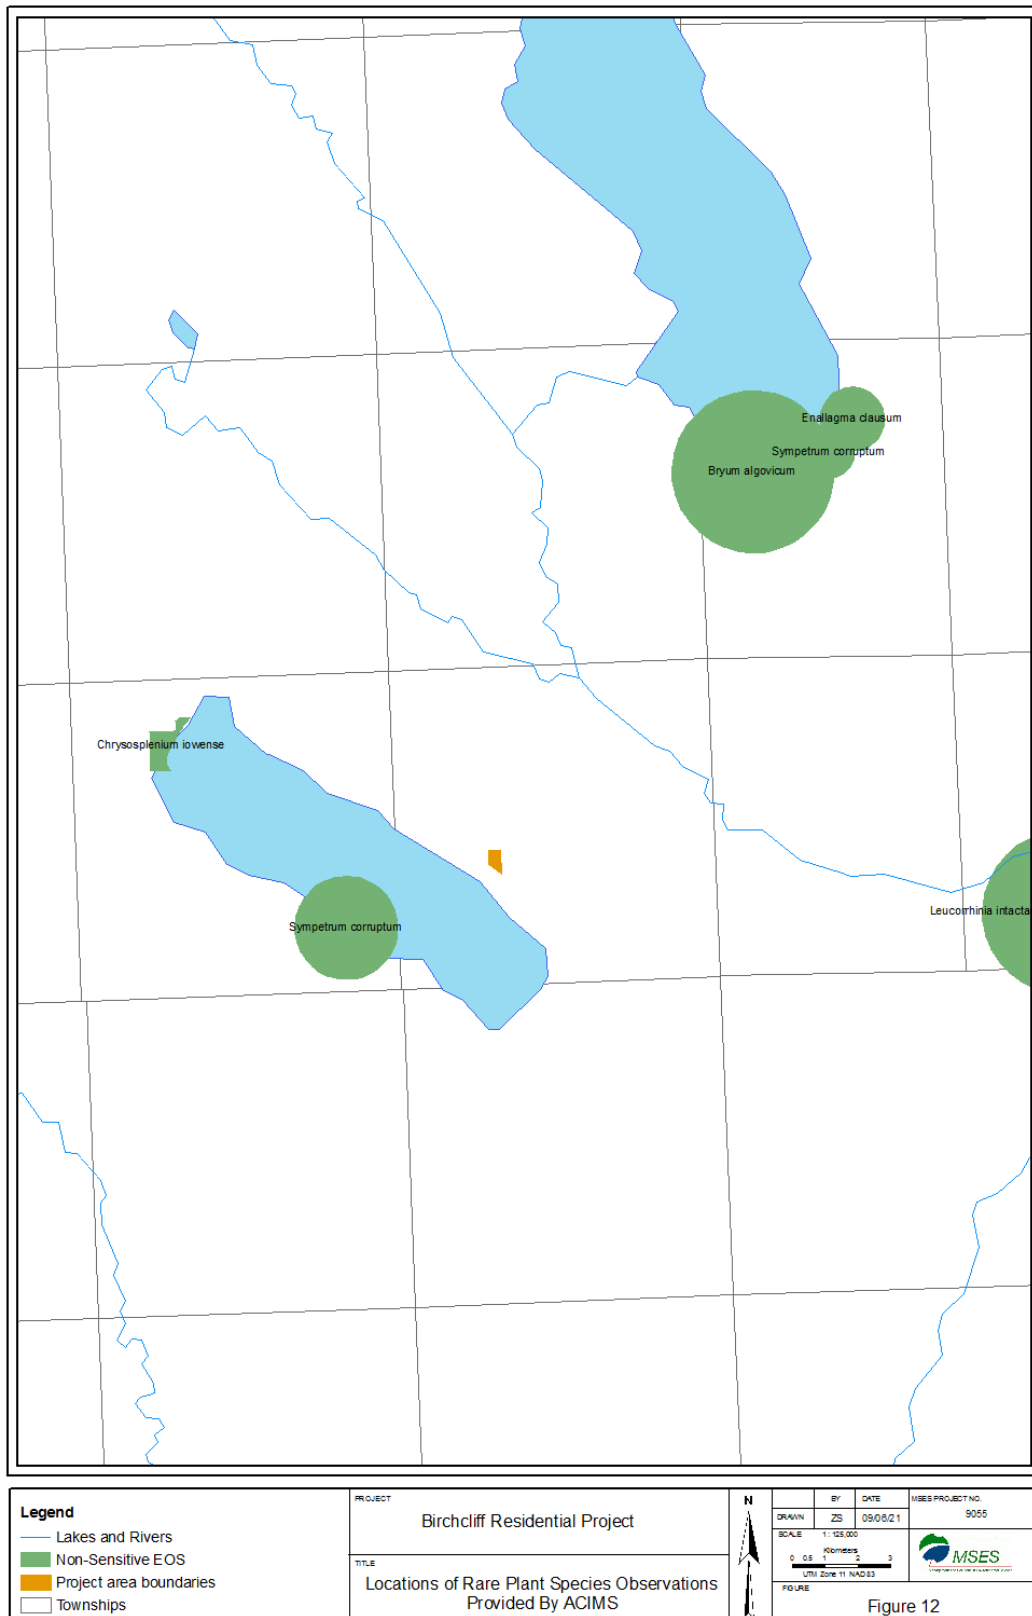 Enallagma clausum
Sympetrum corruptum
Bryum algovicum
Chrysosplenium iowense
Leucorrhinia intacta
Sympetrum corruptum
Legend
Lakes and Rivers
Non-Sensitive EOS
Project area boundaries
Townships
PROJECT
Birchcliff Residential Project
TITLE
Locations of Rare Plant Species Observations
Provided By ACIMS
N
BY DATE
DRAWN ZS 09/06/21
SCALE 1: 125,000
Kilometers
0 0.5 1 2 3
UTM Zone 11 NAD 83
MSES PROJECT NO.
9055
MSES
FIGURE
Figure 12